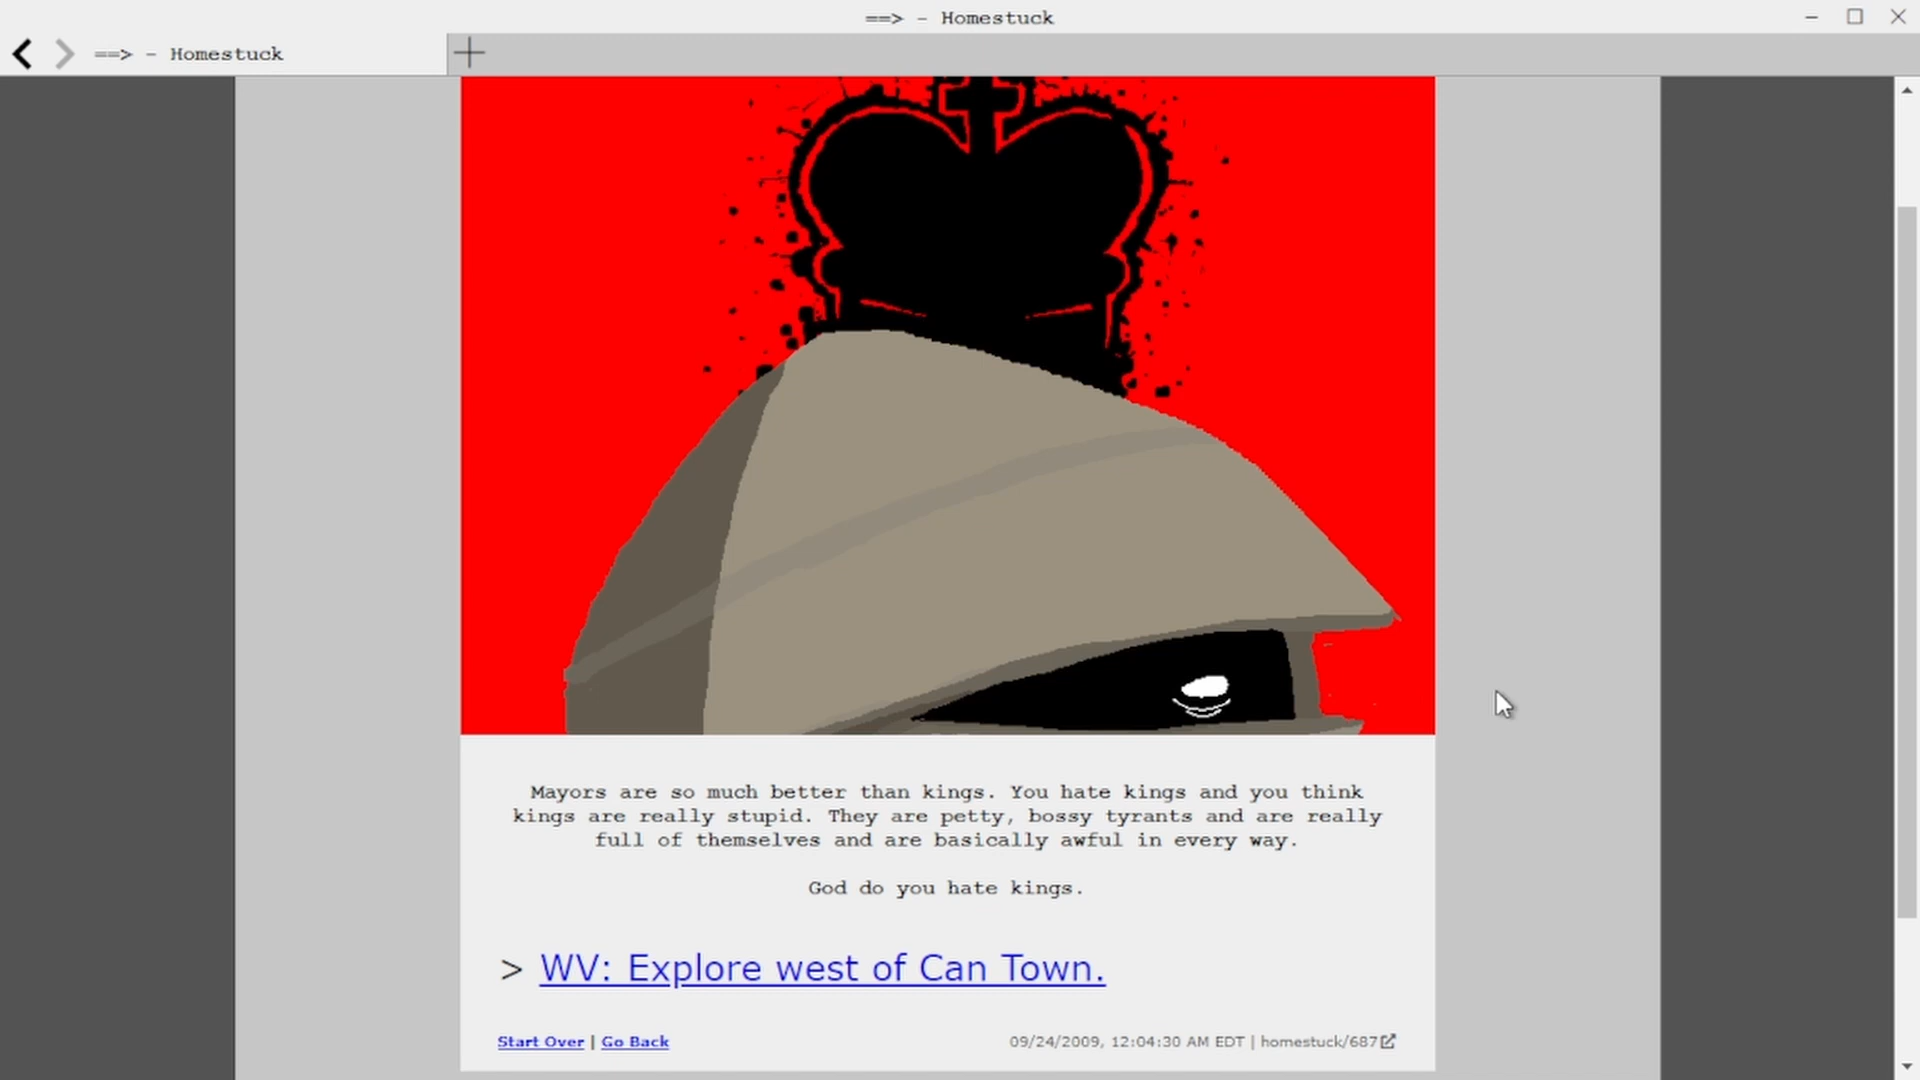 ==> - Homestuck
==> - Homestuck
Mayors are so much better than kings. You hate kings and you think
kings are really stupid. They are petty, bossy tyrants and are really
full of themselves and are basically awful in every way.
God do you hate kings.
> WV: Explore west of Can Town.
Start Over | Go Back
09/24/2009, 12:04:30 AM EDT | homestuck/687